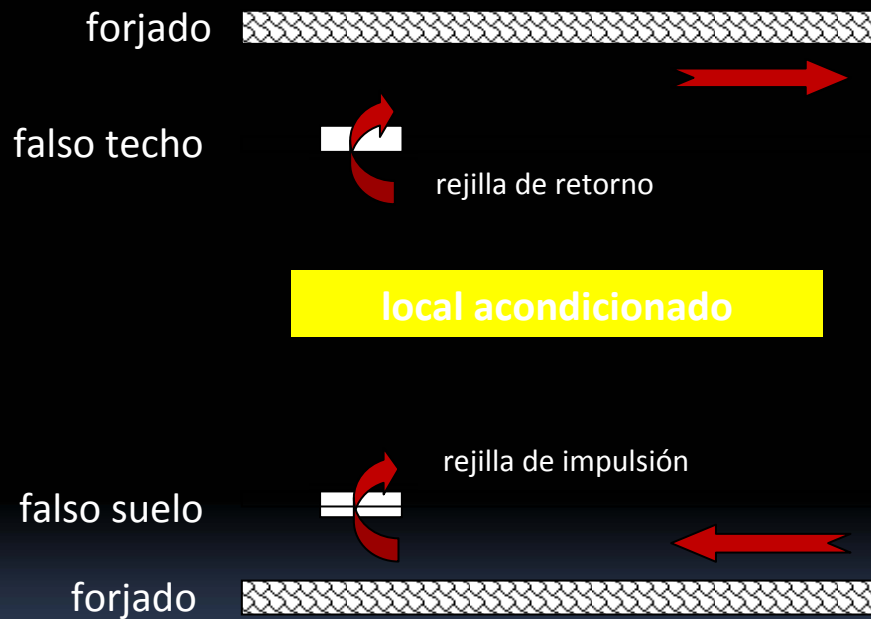 forjado
falso techo
rejilla de retorno
local acondicionado
rejilla de impulsión
falso suelo
forjado